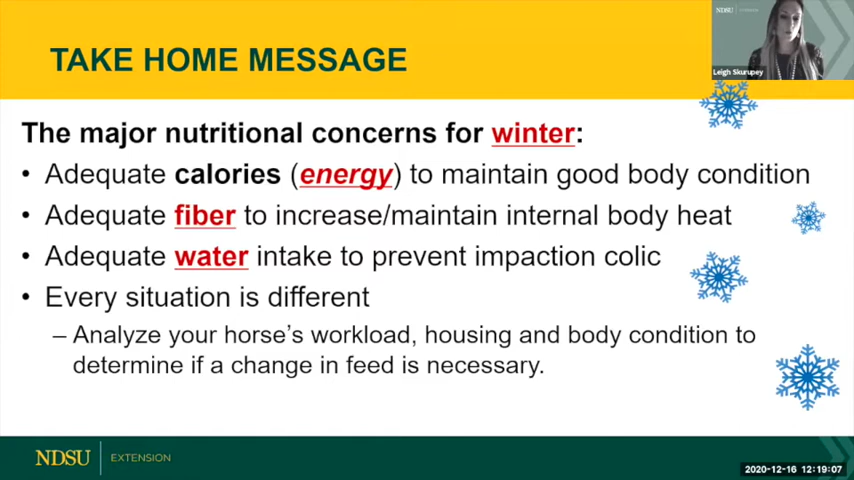 NDSU EXTENSION
TAKE HOME MESSAGE
Leigh Skurupey
The major nutritional concerns for winter:
• Adequate calories (energy) to maintain good body condition
• Adequate fiber to increase/maintain internal body heat
• Adequate water intake to prevent impaction colic
• Every situation is different
– Analyze your horse's workload, housing and body condition to
determine if a change in feed is necessary.
NDSU EXTENSION
2020-12-16 12:19:07